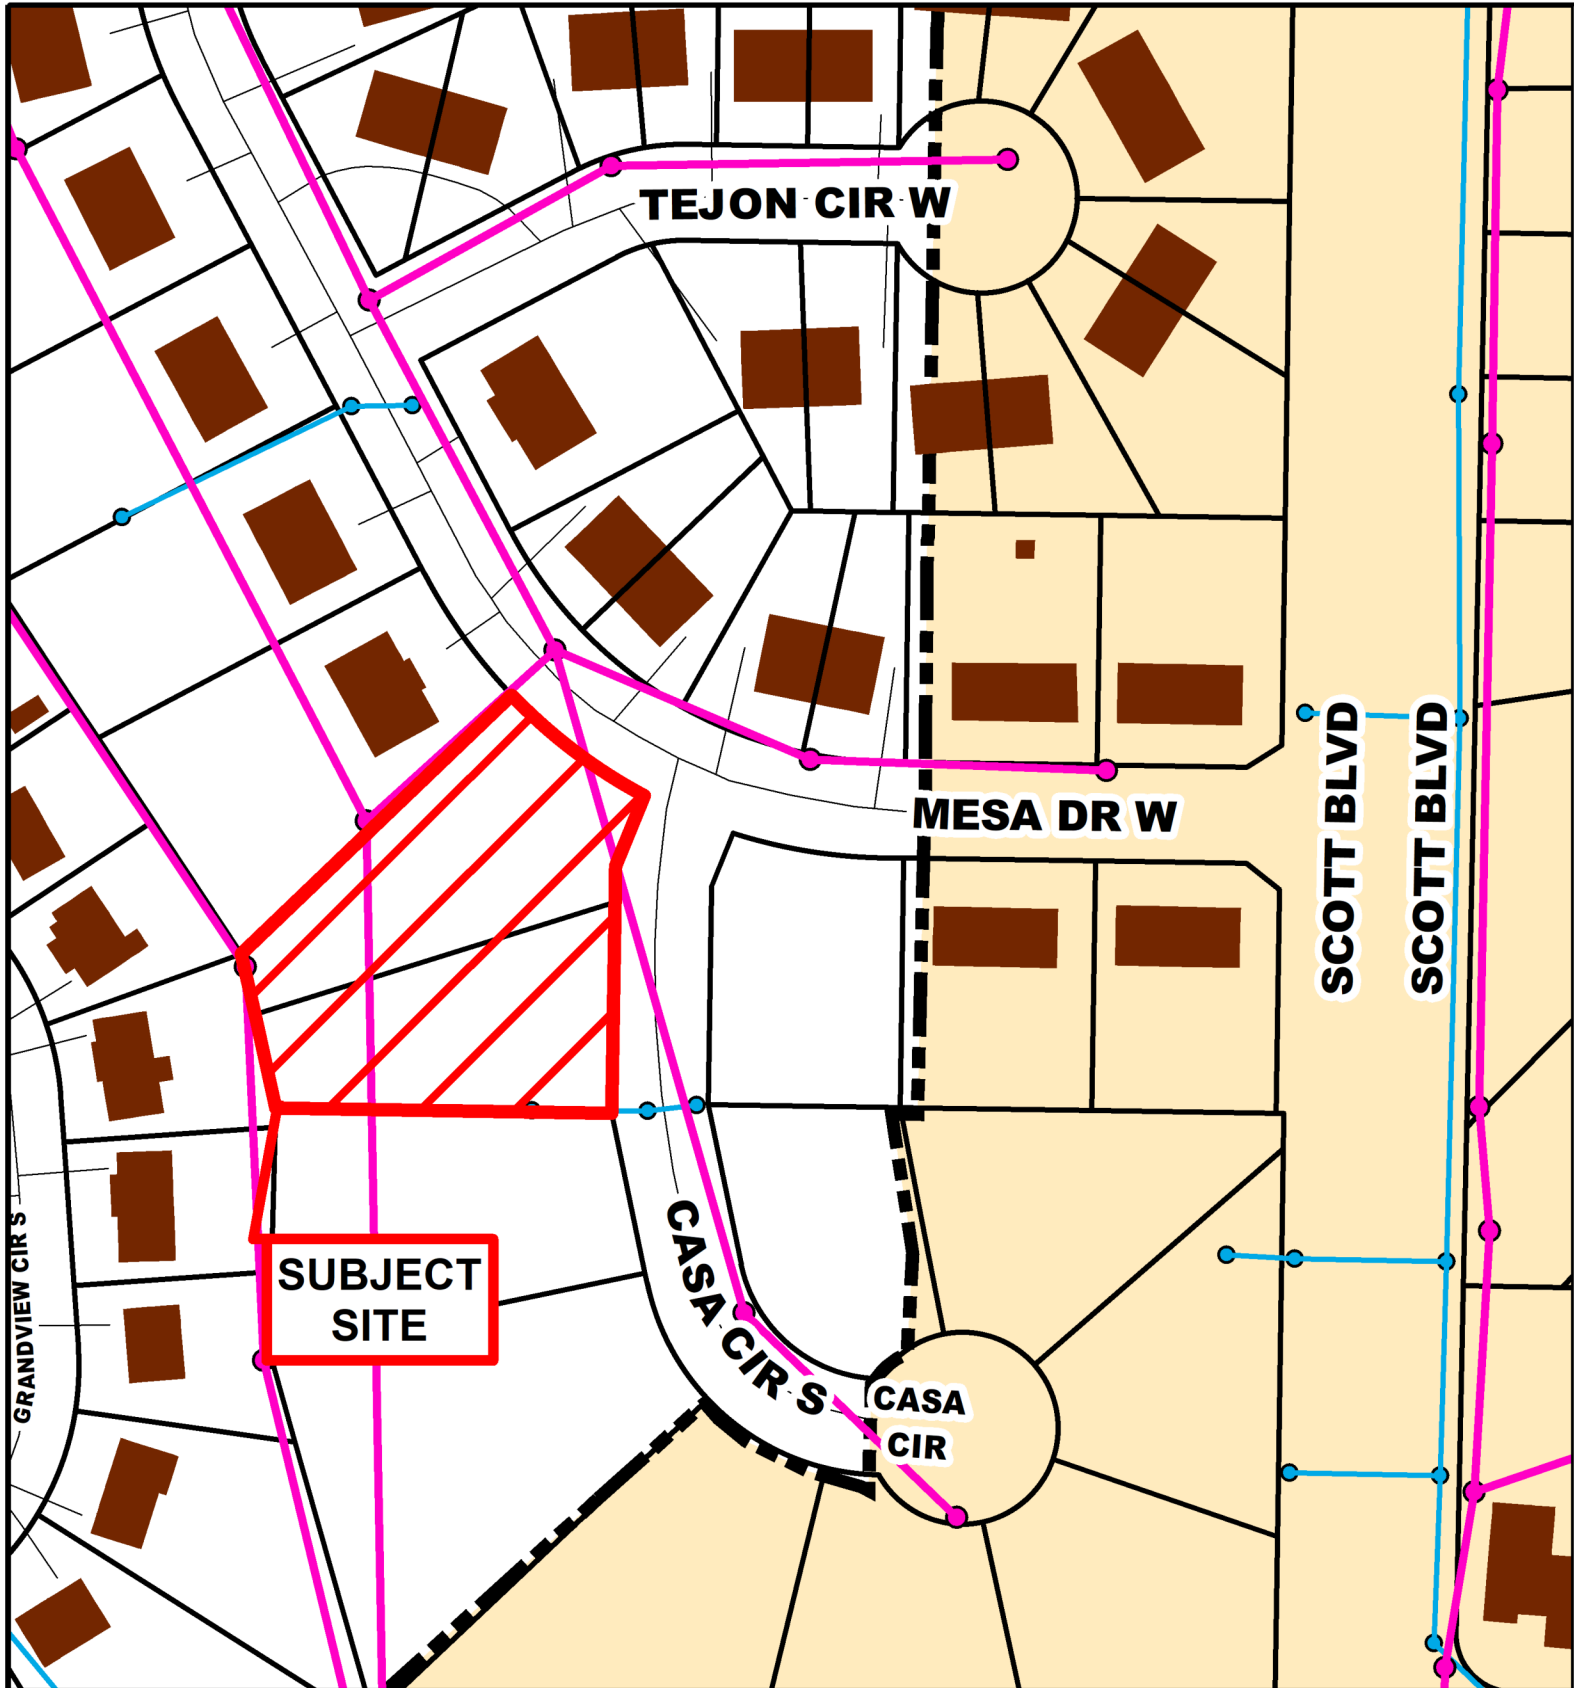 TEJON CIR W
MESA DR W
SCOTT BLVD
SCOTT BLVD
CASA CIR S
CASA
CIR
SUBJECT
SITE
GRANDVIEW CIR S